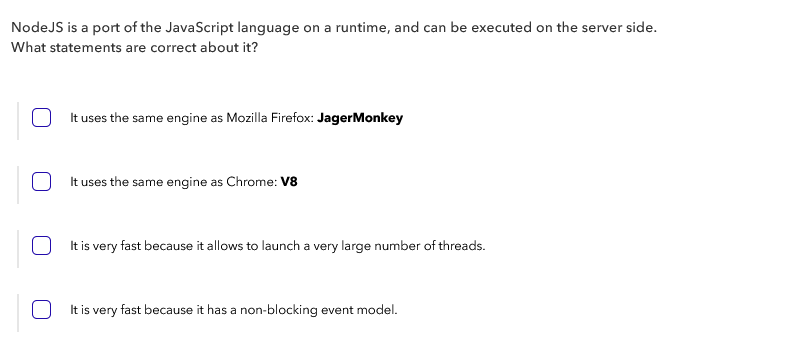 NodeJS is a port of the JavaScript language on a runtime, and can be executed on the server side.
What statements are correct about it?
It uses the same engine as Mozilla Firefox: JagerMonkey
It uses the same engine as Chrome: V8
It is very fast because it allows to launch a very large number of threads.
It is very fast because it has a non-blocking event model.